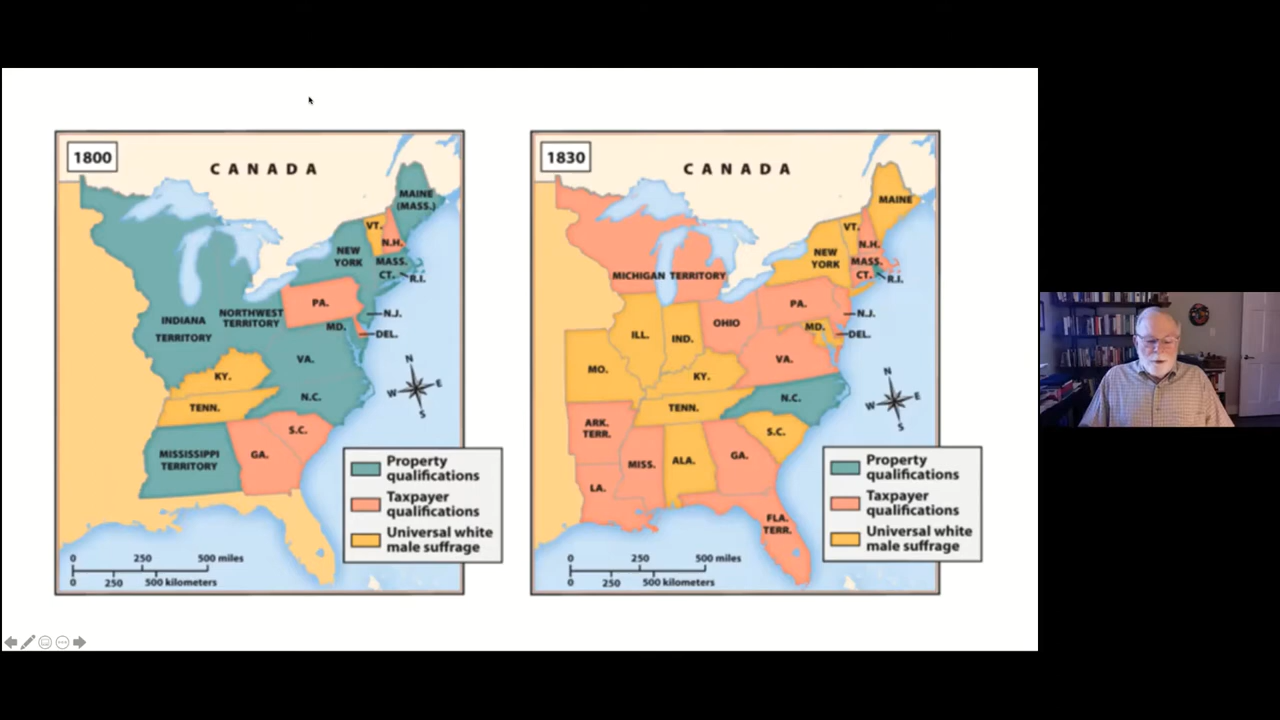 1800
CANADA
MAINE
(MASS.)
VT.
N.H.
NEW
YORK
MASS.
CT.
R.I.
PA.
N.J.
MD.
DEL.
INDIANA
TERRITORY
NORTHWEST
TERRITORY
VA.
KY.
N.C.
TENN.
S.C.
MISSISSIPPI
TERRITORY
GA.
N
W E
S
Property
qualifications
Taxpayer
qualifications
Universal white
male suffrage
0 250 500 miles
0 250 500 kilometers
1830
CANADA
MAINE
VT.
N.H.
NEW
YORK
MASS.
CT.
R.I.
MICHIGAN TERRITORY
PA.
N.J.
OHIO
MD.
DEL.
ILL.
IND.
VA.
MO.
KY.
N.C.
TENN.
ARK.
TERR.
S.C.
MISS.
ALA.
GA.
LA.
FLA.
TERR.
N
W E
S
Property
qualifications
Taxpayer
qualifications
Universal white
male suffrage
0 250 500 miles
0 250 500 kilometers